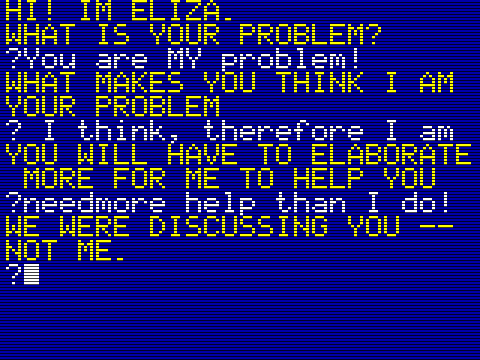 HI! IM ELIZA.
WHAT IS YOUR PROBLEM?
?You are MY problem!
WHAT MAKES YOU THINK I AM
YOUR PROBLEM
? I think, therefore I am
YOU WILL HAVE TO ELABORATE
MORE FOR ME TO HELP YOU
?needmore help than I do!
WE WERE DISCUSSING YOU --
NOT ME.
?